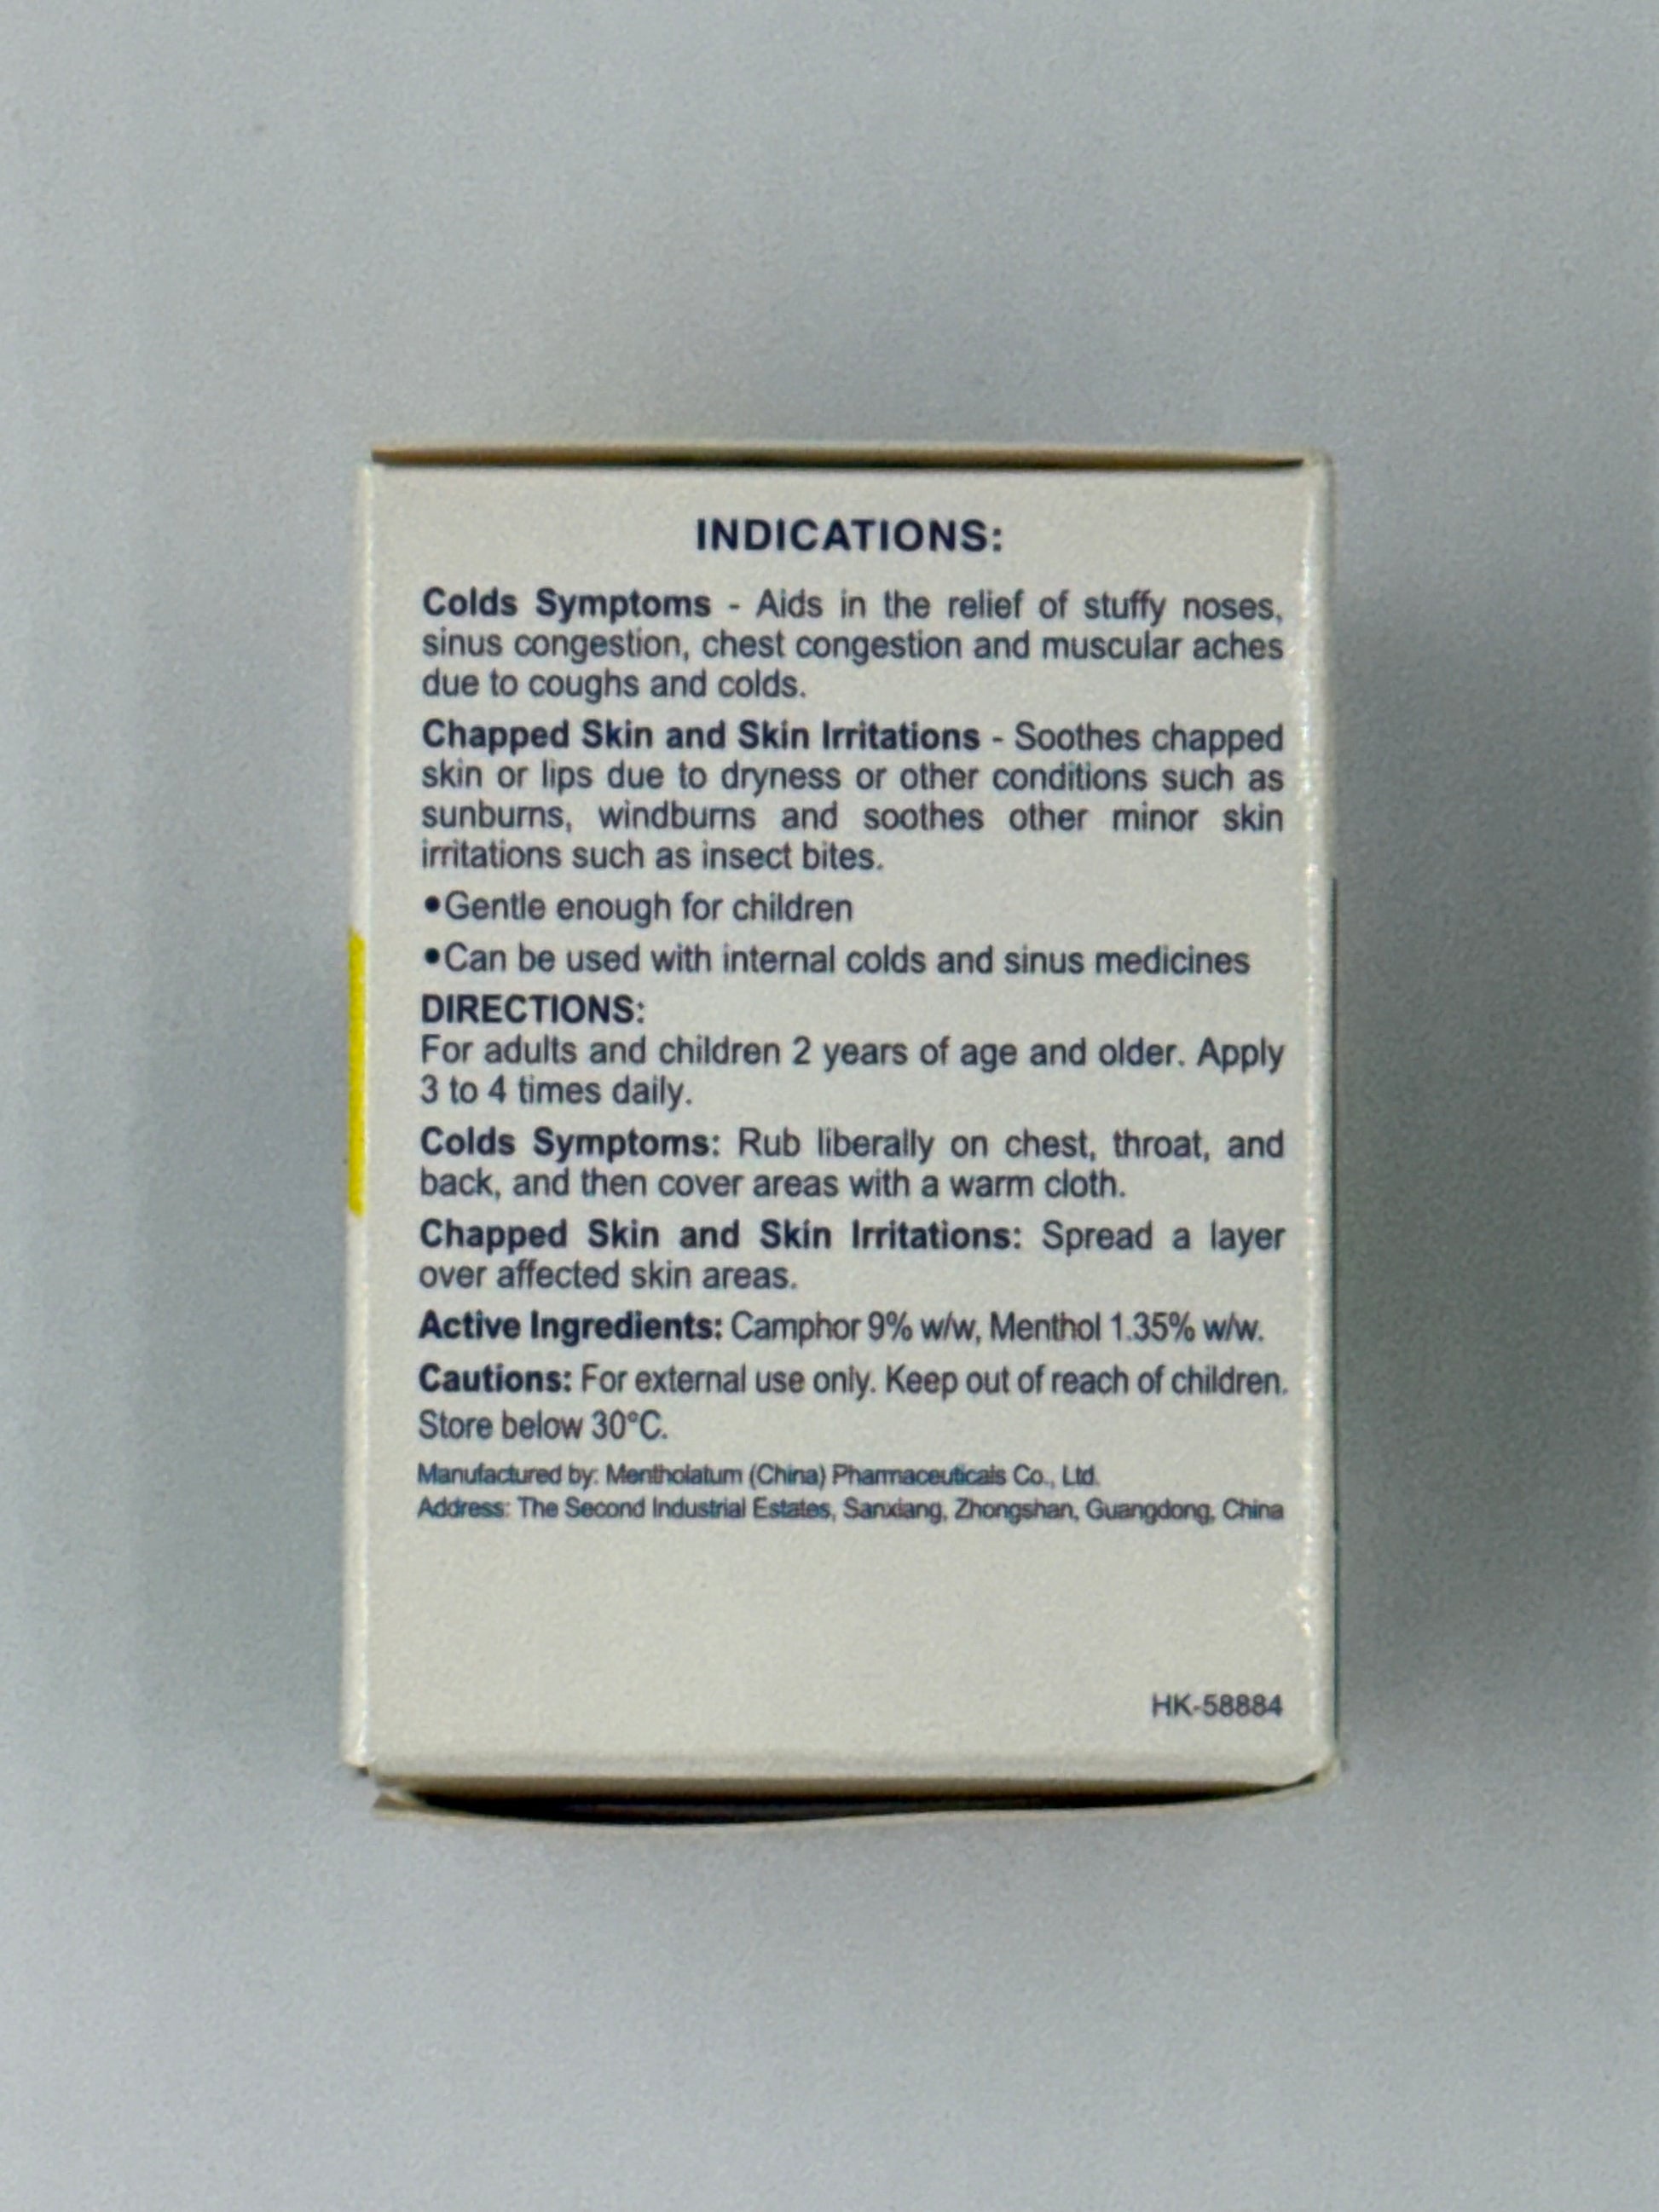 INDICATIONS:
Colds Symptoms - Aids in the relief of stuffy noses,
sinus congestion, chest congestion and muscular aches
due to coughs and colds.
Chapped Skin and Skin Irritations - Soothes chapped
skin or lips due to dryness or other conditions such as
sunburns, windburns and soothes other minor skin
irritations such as insect bites.
•Gentle enough for children
•Can be used with internal colds and sinus medicines
DIRECTIONS:
For adults and children 2 years of age and older. Apply
3 to 4 times daily.
Colds Symptoms: Rub liberally on chest, throat, and
back, and then cover areas with a warm cloth.
Chapped Skin and Skin Irritations: Spread a layer
over affected skin areas.
Active Ingredients: Camphor 9% w/w, Menthol 1.35% w/w.
Cautions: For external use only. Keep out of reach of children.
Store below 30°C.
Manufactured by: Mentholatum (China) Pharmaceuticals Co., Ltd.
Address: The Second Industrial Estates, Sanxiang, Zhongshan, Guangdong, China
HK-58884